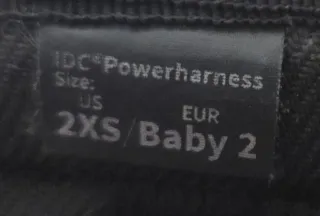 IDC®Powerharness
Size:
US EUR
2XS/Baby 2